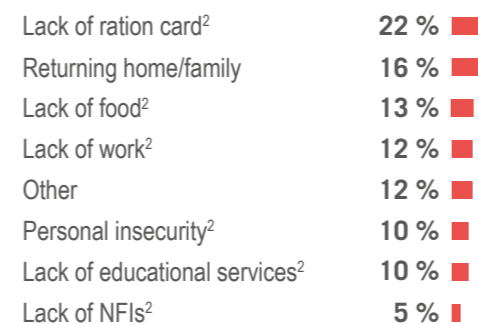 Lack of ration card² 22 %
Returning home/family 16 %
Lack of food² 13 %
Lack of work² 12 %
Other 12 %
Personal insecurity² 10 %
Lack of educational services² 10 %
Lack of NFIs² 5 %